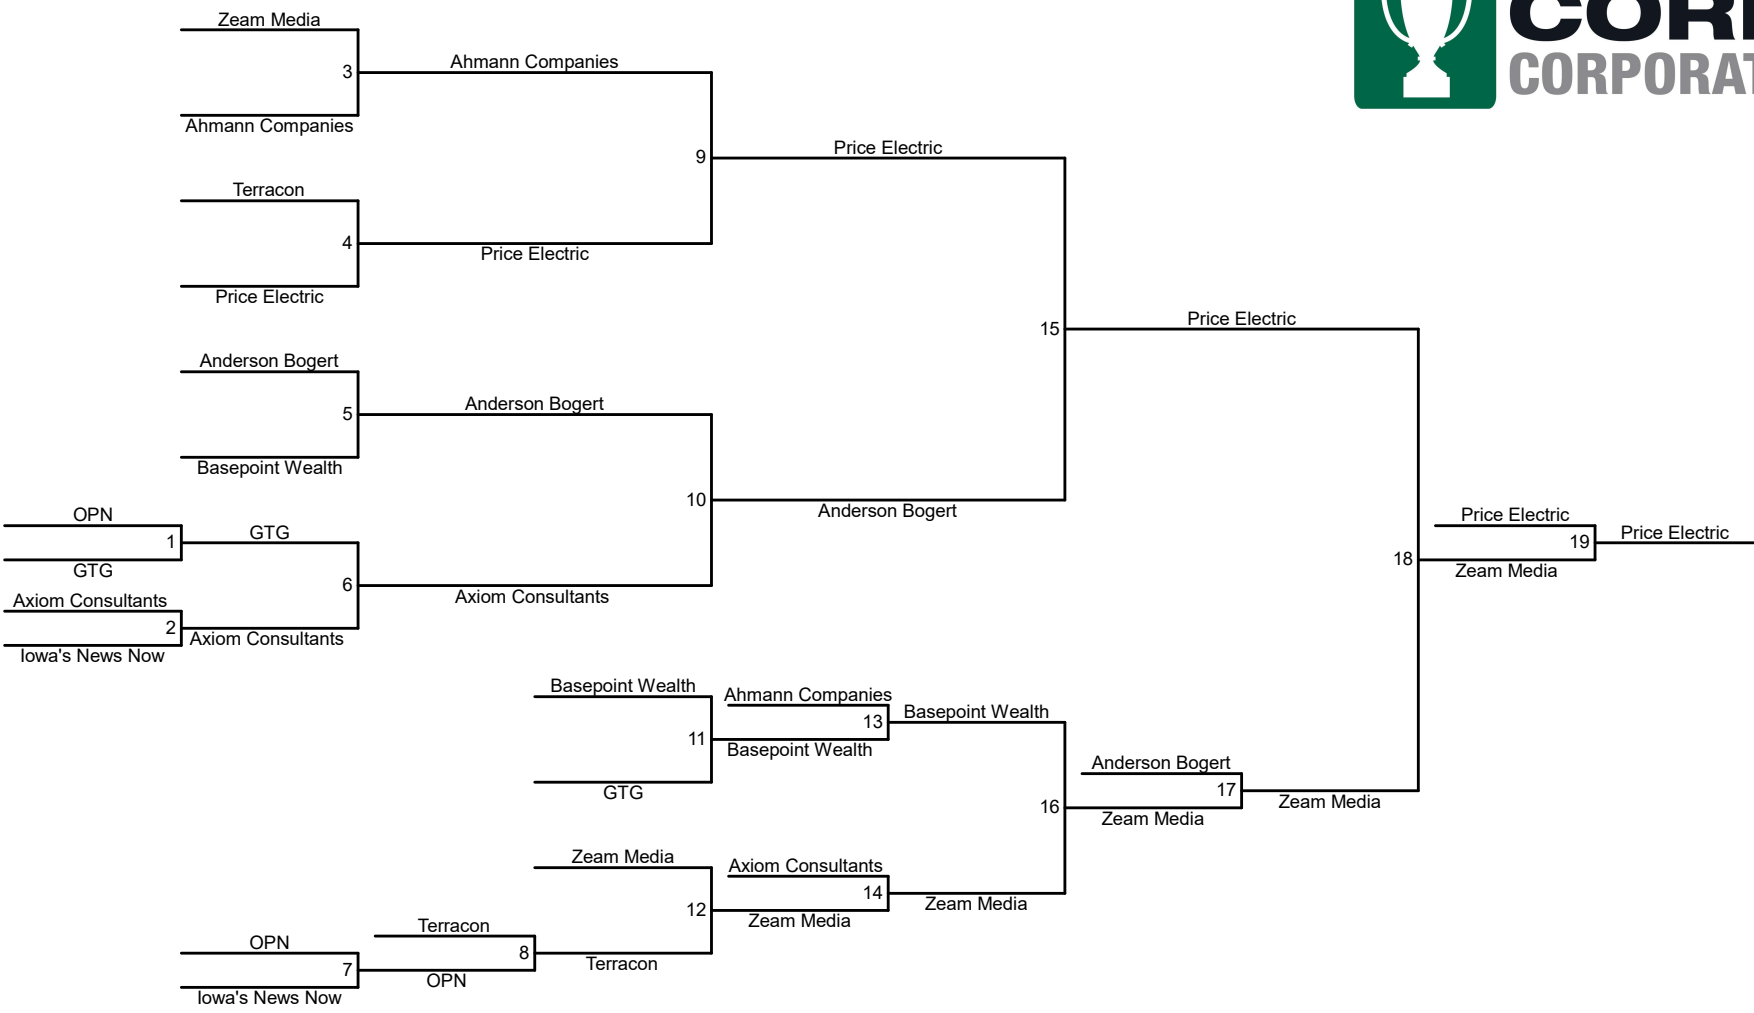 Zeam Media
3
Ahmann Companies
Ahmann Companies
9
Price Electric
Terracon
4
Price Electric
Price Electric
15
Price Electric
Anderson Bogert
5
Anderson Bogert
Basepoint Wealth
10
Anderson Bogert
OPN
1
GTG
GTG
6
Axiom Consultants
Axiom Consultants
2
Axiom Consultants
Iowa's News Now
18
Price Electric
19
Price Electric
Zeam Media
Basepoint Wealth
11
GTG
Ahmann Companies
13
Basepoint Wealth
Basepoint Wealth
16
Anderson Bogert
17
Zeam Media
Zeam Media
Zeam Media
12
Axiom Consultants
14
Zeam Media
Zeam Media
Terracon
8
Terracon
OPN
OPN
7
Iowa's News Now
CORPORAT